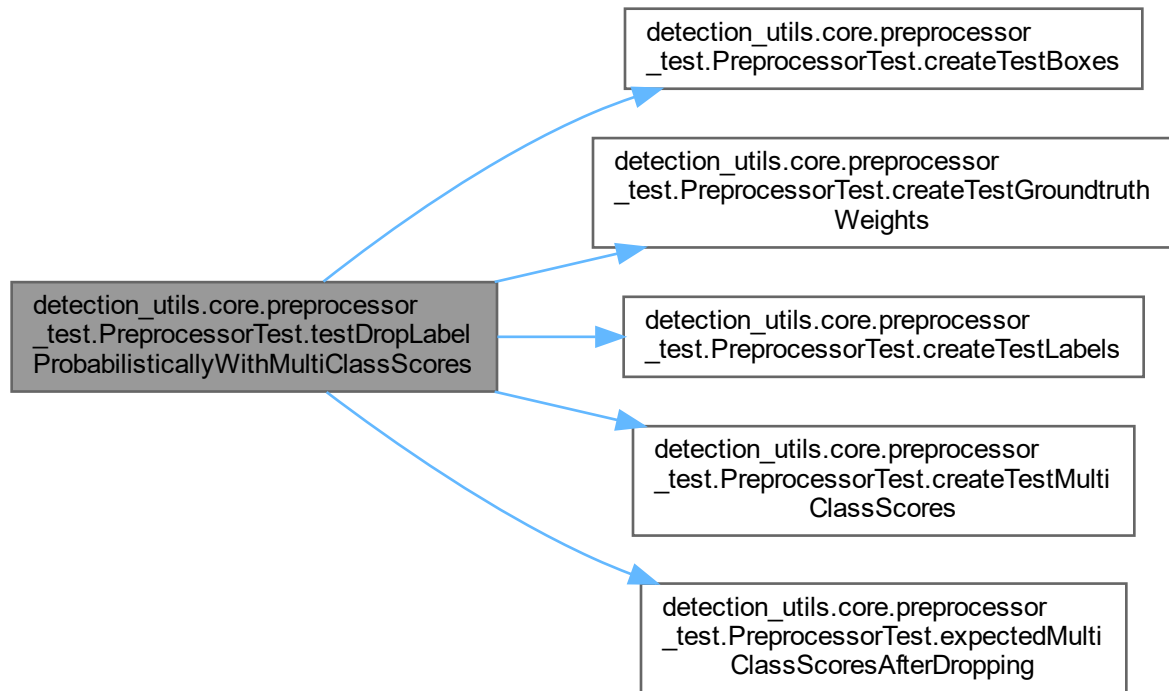 detection_utils.core.preprocessor
_test.PreprocessorTest.createTestBoxes
detection_utils.core.preprocessor
_test.PreprocessorTest.createTestGroundtruth
Weights
detection_utils.core.preprocessor
_test.PreprocessorTest.testDropLabel
ProbabilisticallyWithMultiClassScores
detection_utils.core.preprocessor
_test.PreprocessorTest.createTestLabels
detection_utils.core.preprocessor
_test.PreprocessorTest.createTestMulti
ClassScores
detection_utils.core.preprocessor
_test.PreprocessorTest.expectedMulti
ClassScoresAfterDropping